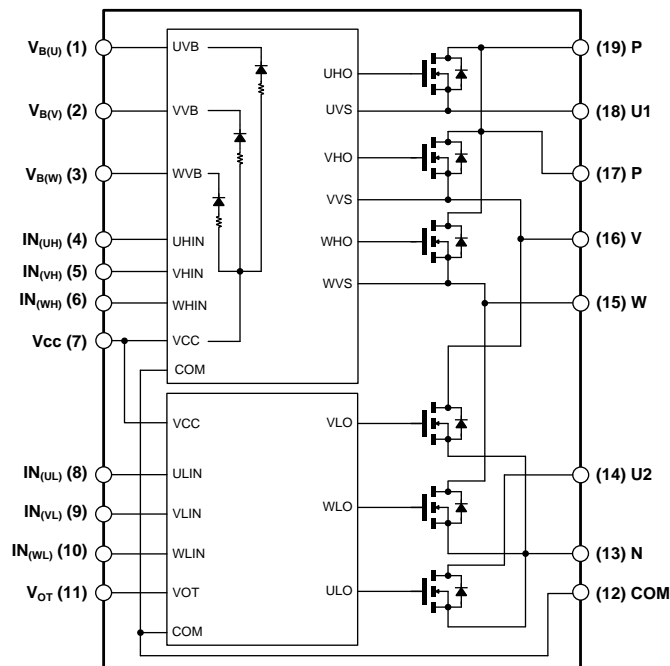 V_B(U) (1)
V_B(V) (2)
V_B(W) (3)
IN_(UH) (4)
IN_(VH) (5)
IN_(WH) (6)
Vcc (7)
IN_(UL) (8)
IN_(VL) (9)
IN_(WL) (10)
V_OT (11)
UVB
VVB
WVB
UHIN
VHIN
WHIN
VCC
COM
UHO
UVS
VHO
VVS
WHO
WVS
VCC
ULIN
VLIN
WLIN
VOT
COM
VLO
WLO
ULO
(19) P
(18) U1
(17) P
(16) V
(15) W
(14) U2
(13) N
(12) COM